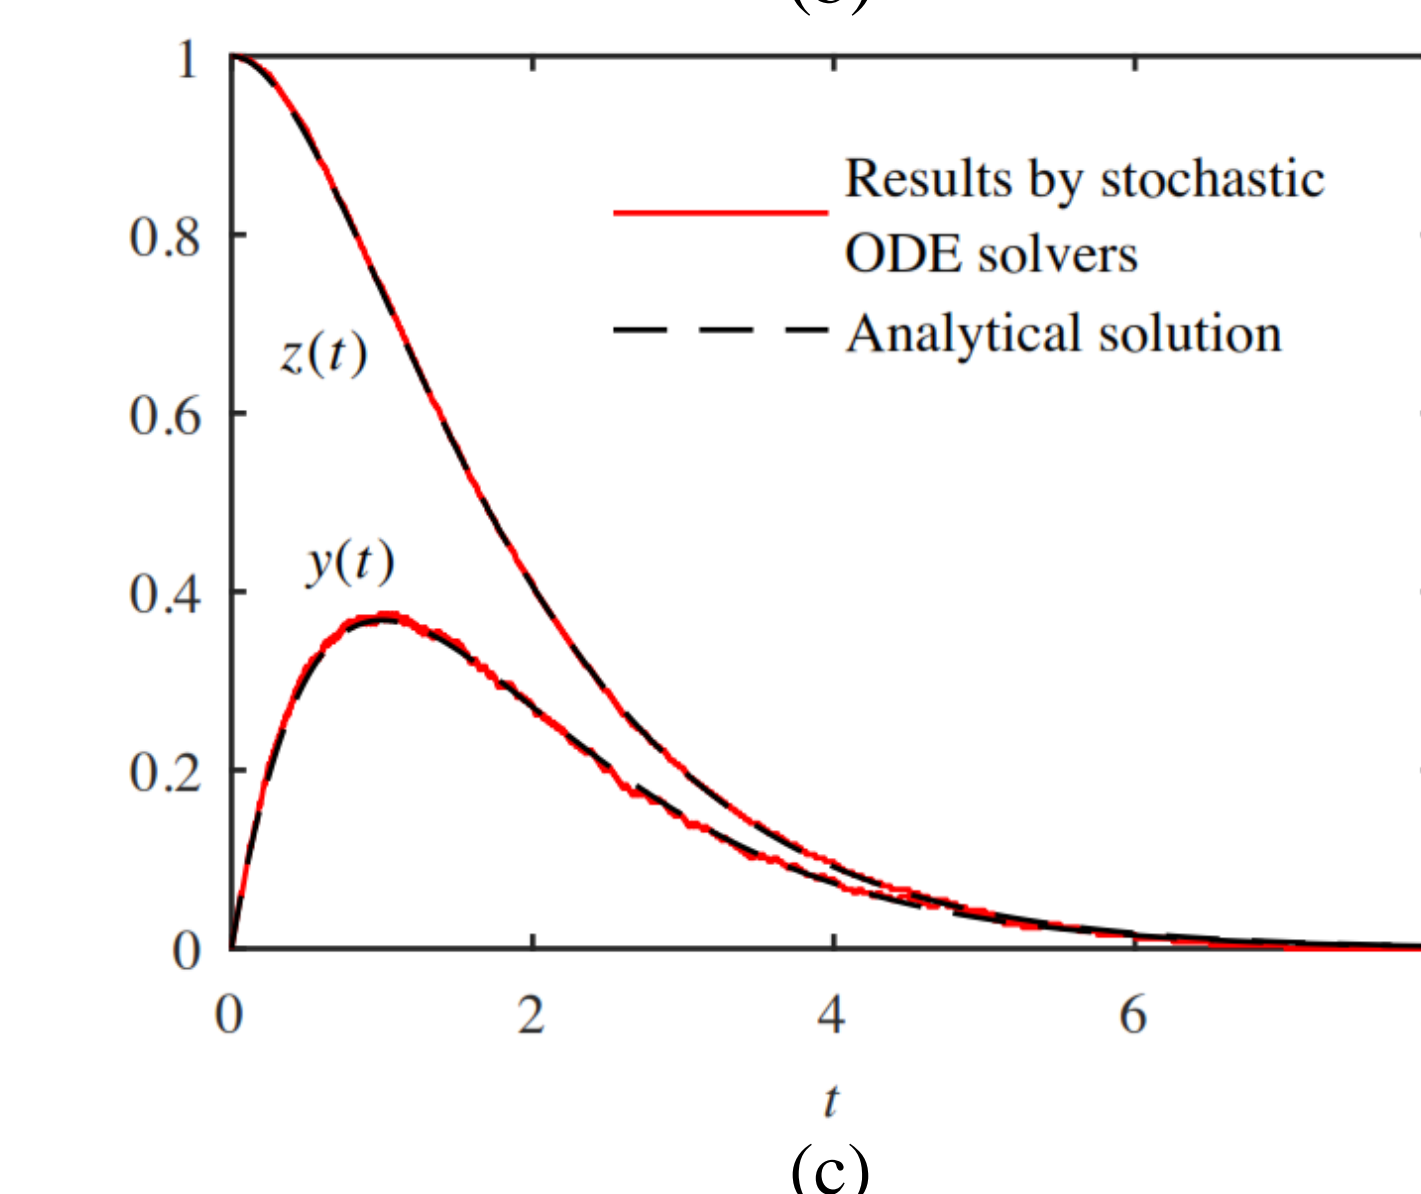 (b)
1
0.8
0.6
0.4
0.2
0
Results by stochastic
ODE solvers
Analytical solution
z(t)
y(t)
0 2 4 6
t
(c)